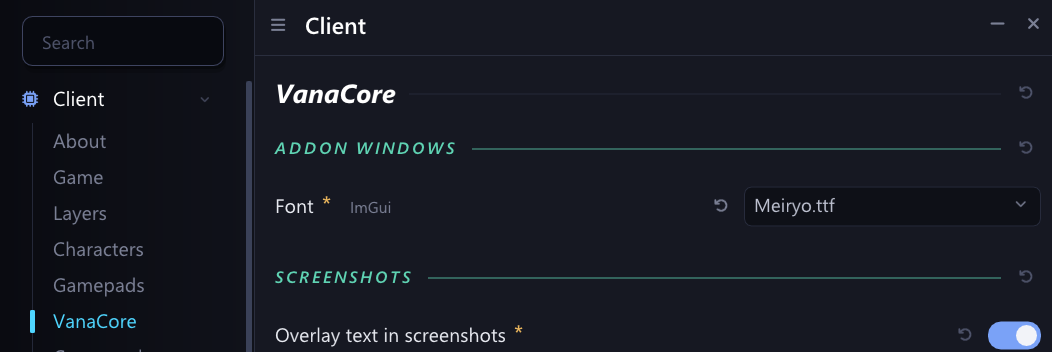 Search
Client
About
Game
Layers
Characters
Gamepads
VanaCore
Client
VanaCore
ADDON WINDOWS
Font * ImGui
Meiryo.ttf
SCREENSHOTS
Overlay text in screenshots *